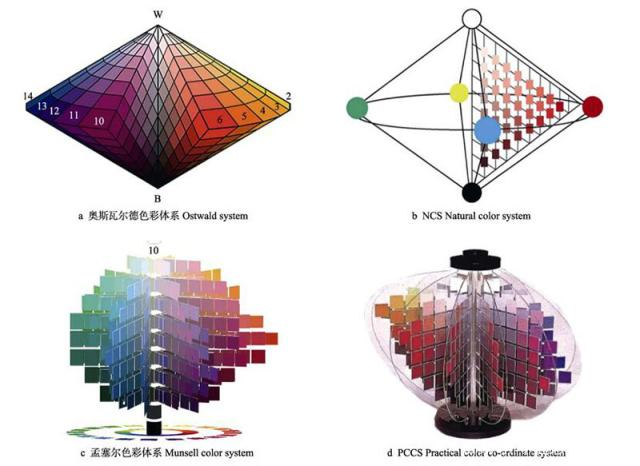 W
14
13
12
11
10
2
3
4
5
6
B
a 奥斯瓦尔德色彩体系 Ostwald system
b NCS Natural color system
10
c 孟塞尔色彩体系 Munsell color system
d PCCS Practical color co-ordinate system